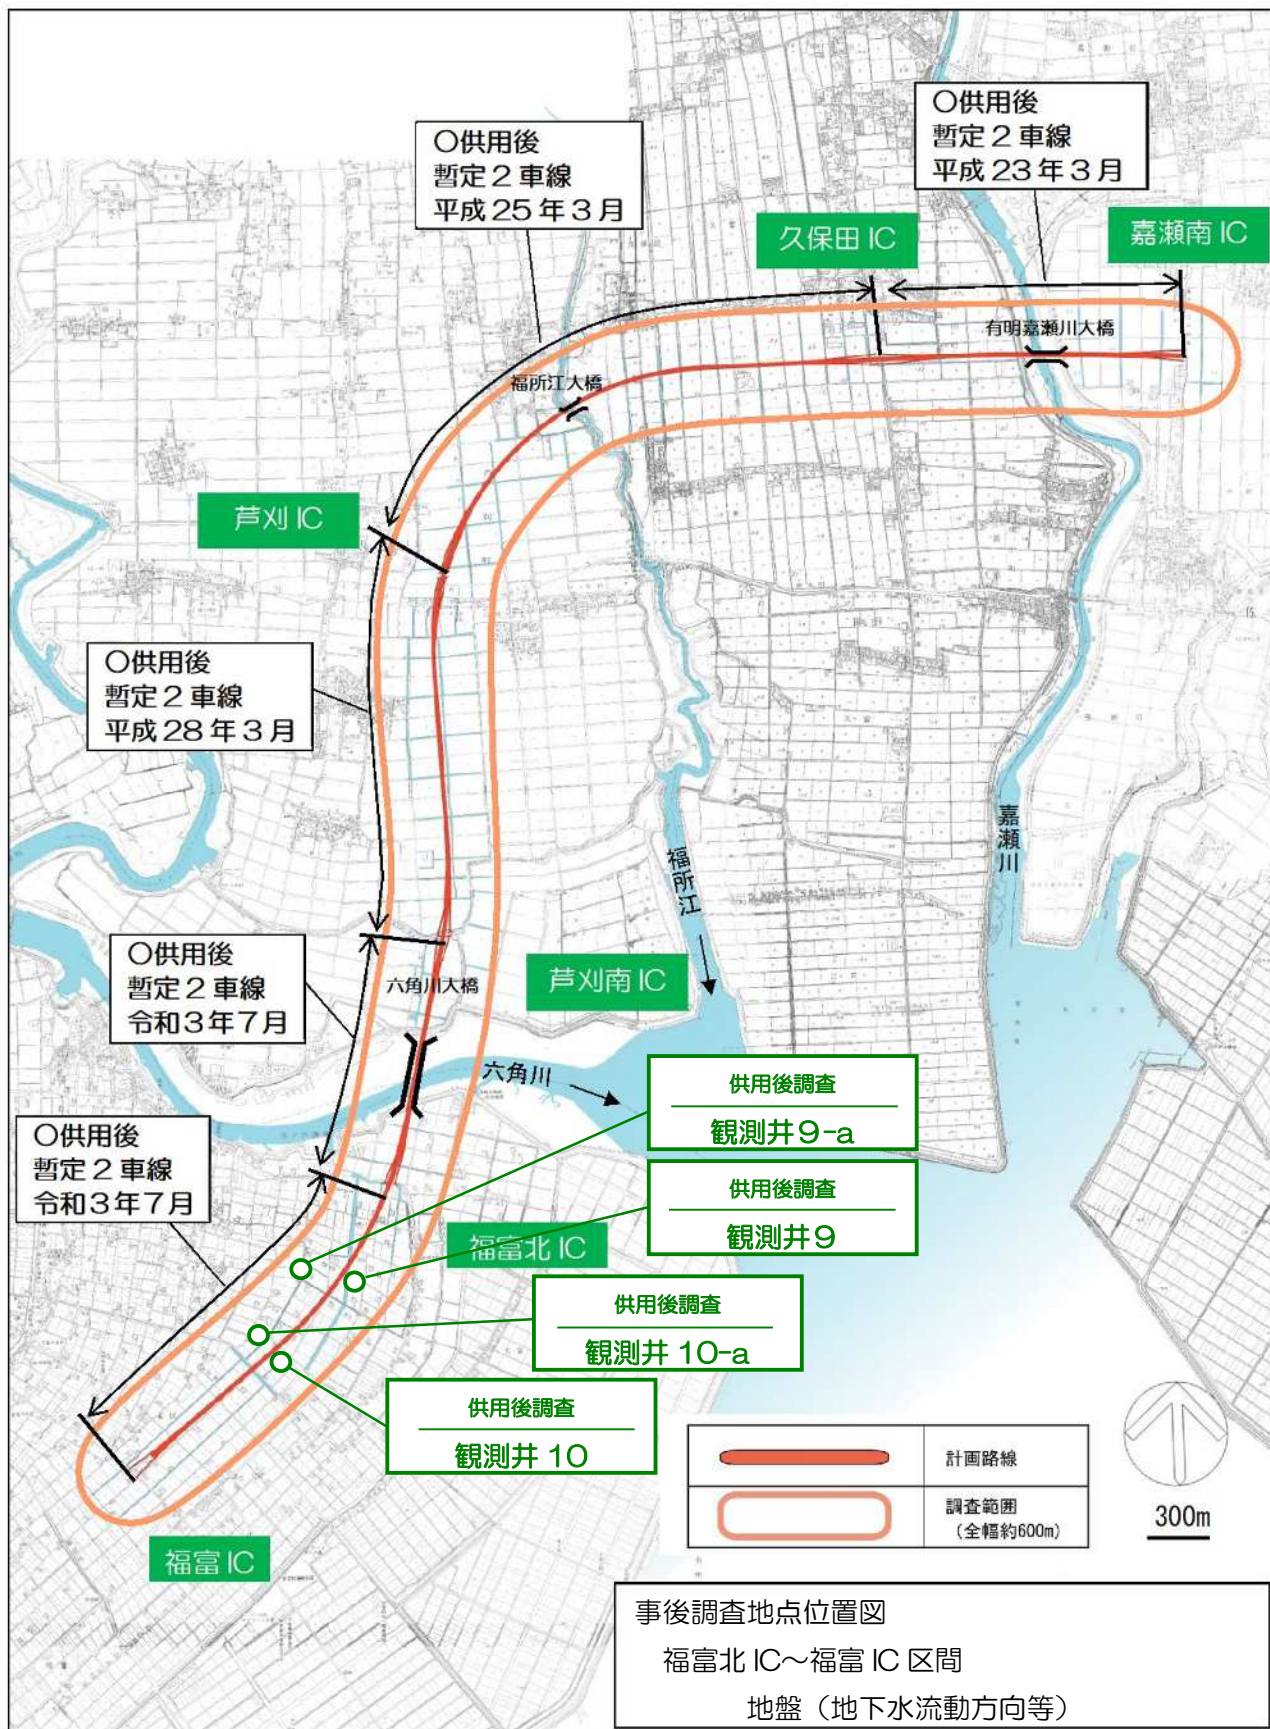 〇供用後
暫定２車線
平成23年3月
〇供用後
暫定２車線
平成25年3月
久保田 IC
嘉瀬南 IC
有明嘉瀬川大橋
福所江大橋
芦刈 IC
〇供用後
暫定２車線
平成28年3月
嘉瀬川
福所江
〇供用後
暫定２車線
令和3年7月
六角川大橋
芦刈南 IC
六角川
供用後調査
観測井9-a
〇供用後
暫定２車線
令和3年7月
供用後調査
観測井9
福富北 IC
供用後調査
観測井 10-a
供用後調査
観測井 10
計画路線
調査範囲
（全幅約600m）
300m
福富 IC
事後調査地点位置図
福富北 IC～福富 IC 区間
地盤（地下水流動方向等）